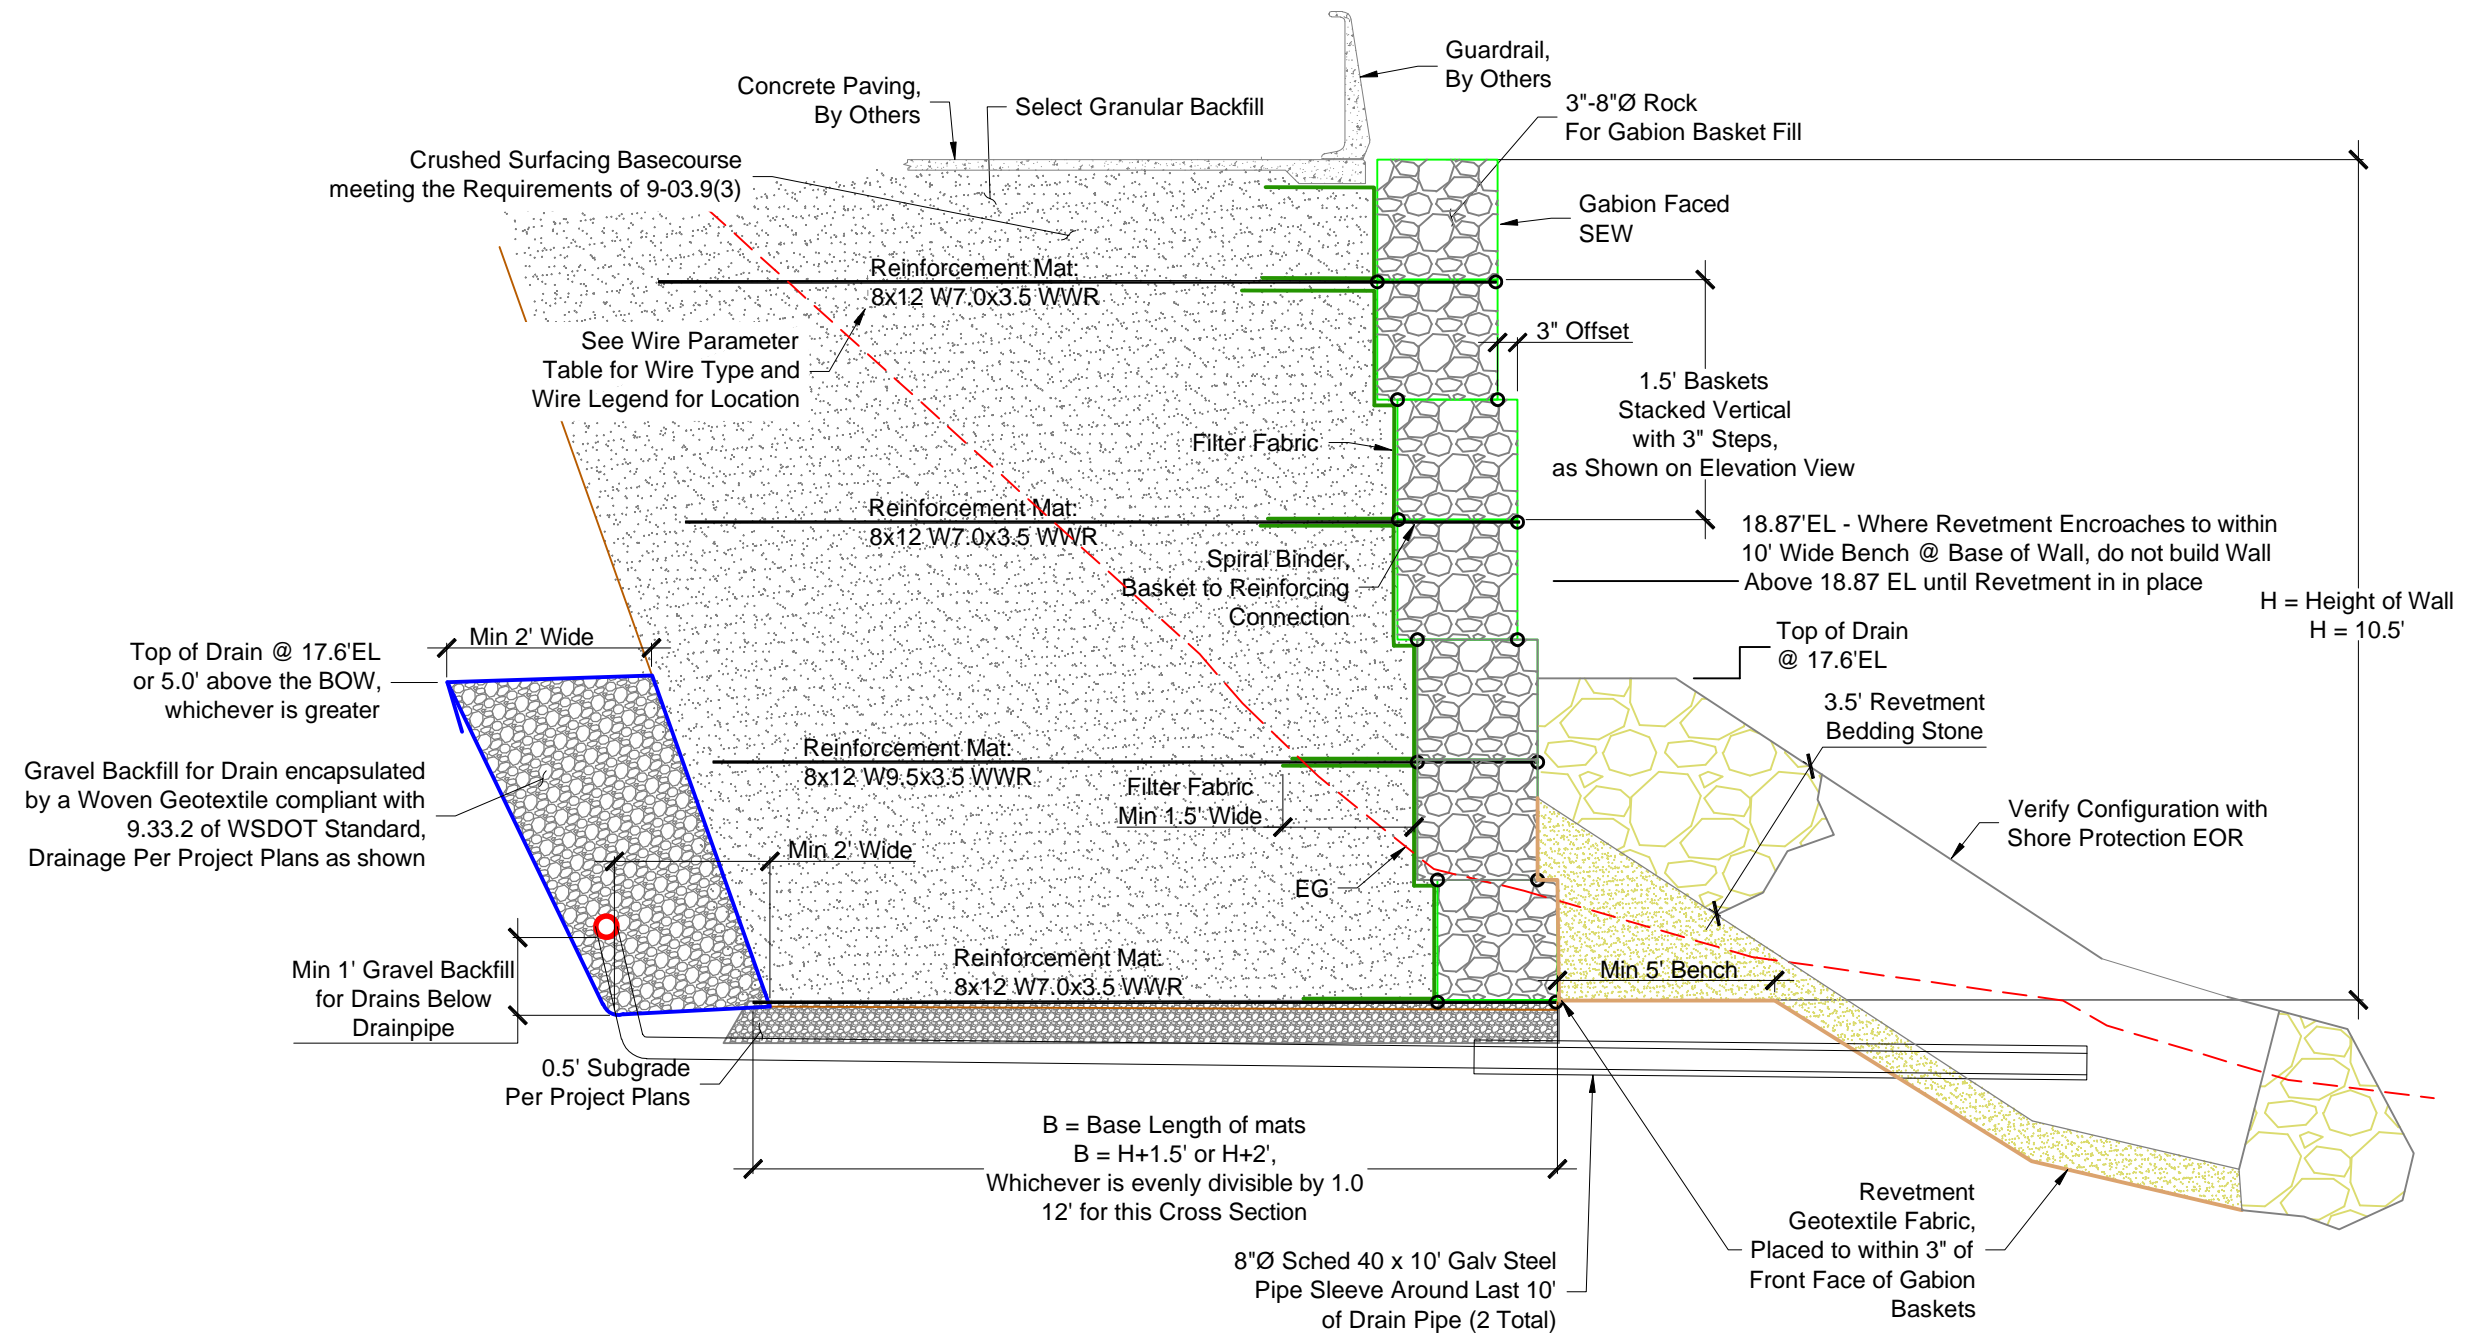 Guardrail,
By Others
Concrete Paving,
By Others
Select Granular Backfill
3"-8"Ø Rock
For Gabion Basket Fill
Crushed Surfacing Basecourse
meeting the Requirements of 9-03.9(3)
Gabion Faced
SEW
Reinforcement Mat:
8x12 W7.0x3.5 WWR
See Wire Parameter
Table for Wire Type and
Wire Legend for Location
3" Offset
1.5' Baskets
Stacked Vertical
with 3" Steps,
as Shown on Elevation View
Filter Fabric
Reinforcement Mat:
8x12 W7.0x3.5 WWR
Spiral Binder,
Basket to Reinforcing
Connection
18.87'EL - Where Revetment Encroaches to within
10' Wide Bench @ Base of Wall, do not build Wall
Above 18.87 EL until Revetment in in place
H = Height of Wall
H = 10.5'
Min 2' Wide
Top of Drain @ 17.6'EL
or 5.0' above the BOW,
whichever is greater
Top of Drain
@ 17.6'EL
3.5' Revetment
Bedding Stone
Gravel Backfill for Drain encapsulated
by a Woven Geotextile compliant with
9.33.2 of WSDOT Standard,
Drainage Per Project Plans as shown
Reinforcement Mat:
8x12 W9.5x3.5 WWR
Filter Fabric
Min 1.5' Wide
Verify Configuration with
Shore Protection EOR
Min 2' Wide
EG
Min 1' Gravel Backfill
for Drains Below
Drainpipe
Reinforcement Mat:
8x12 W7.0x3.5 WWR
Min 5' Bench
0.5' Subgrade
Per Project Plans
B = Base Length of mats
B = H+1.5' or H+2',
Whichever is evenly divisible by 1.0
12' for this Cross Section
Revetment
Geotextile Fabric,
Placed to within 3" of
Front Face of Gabion
Baskets
8"Ø Sched 40 x 10' Galv Steel
Pipe Sleeve Around Last 10'
of Drain Pipe (2 Total)